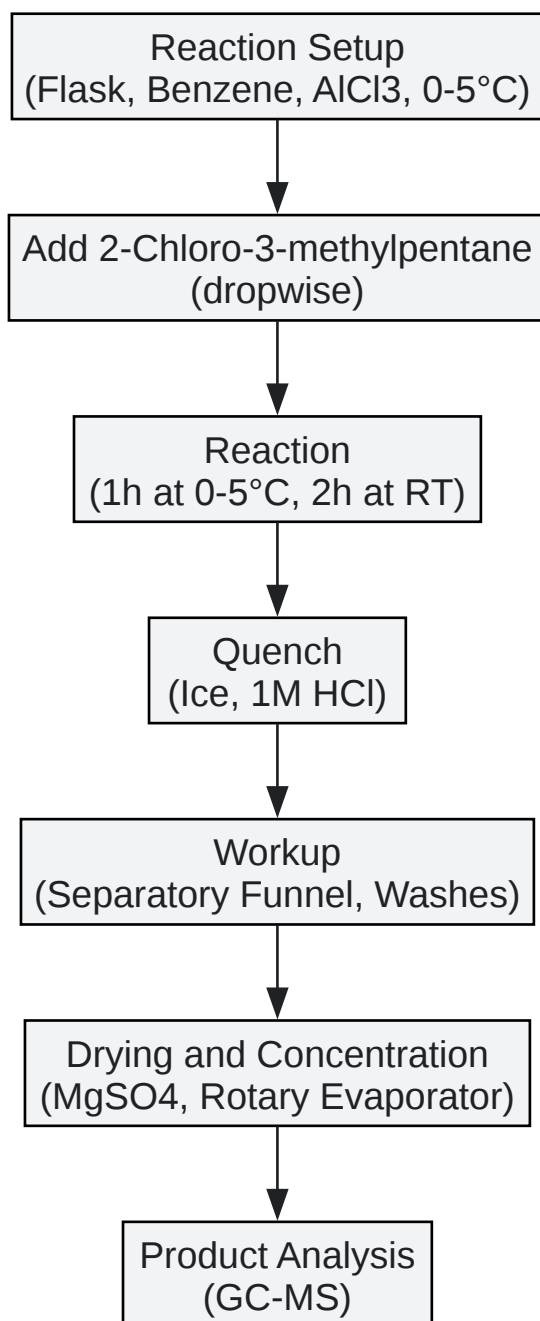 Reaction Setup
(Flask, Benzene, AlCl3, 0-5°C)
Add 2-Chloro-3-methylpentane
(dropwise)
Reaction
(1h at 0-5°C, 2h at RT)
Quench
(Ice, 1M HCl)
Workup
(Separatory Funnel, Washes)
Drying and Concentration
(MgSO4, Rotary Evaporator)
Product Analysis
(GC-MS)